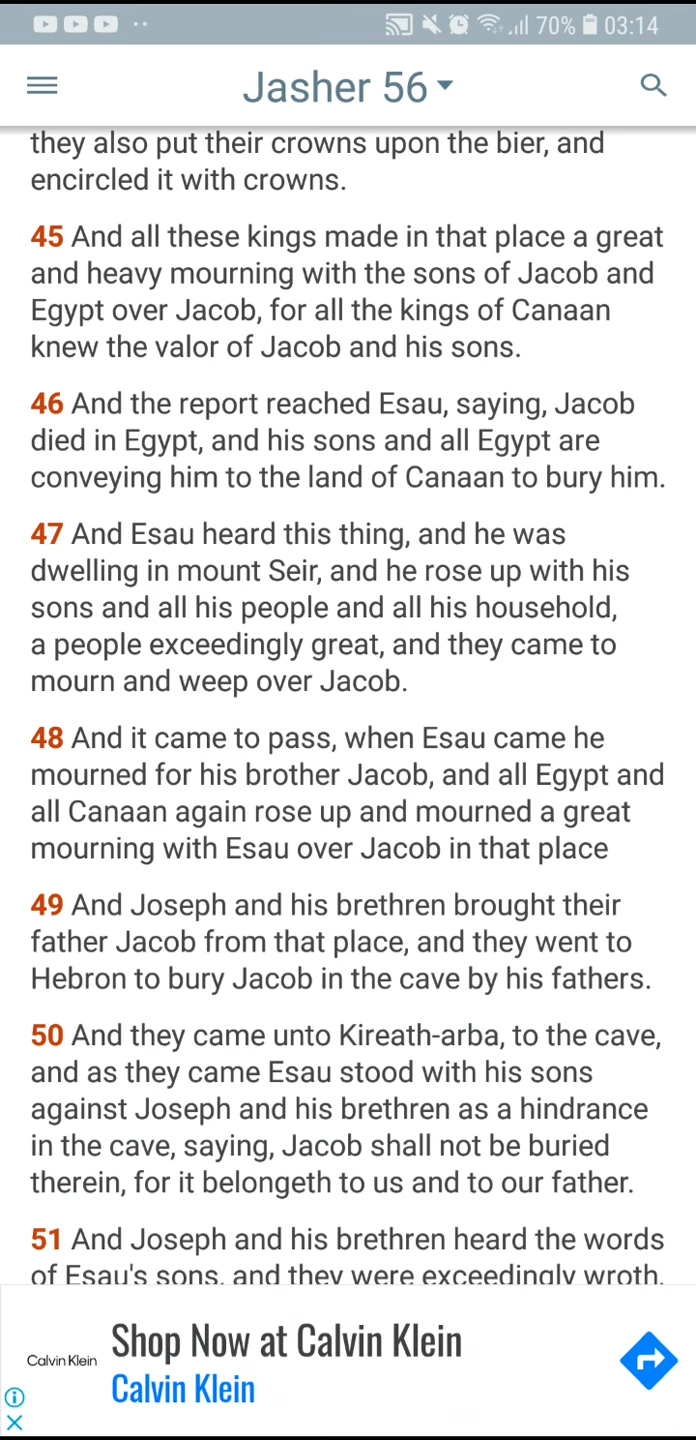 70% 03:14
Jasher 56
they also put their crowns upon the bier, and
encircled it with crowns.
45 And all these kings made in that place a great
and heavy mourning with the sons of Jacob and
Egypt over Jacob, for all the kings of Canaan
knew the valor of Jacob and his sons.
46 And the report reached Esau, saying, Jacob
died in Egypt, and his sons and all Egypt are
conveying him to the land of Canaan to bury him.
47 And Esau heard this thing, and he was
dwelling in mount Seir, and he rose up with his
sons and all his people and all his household,
a people exceedingly great, and they came to
mourn and weep over Jacob.
48 And it came to pass, when Esau came he
mourned for his brother Jacob, and all Egypt and
all Canaan again rose up and mourned a great
mourning with Esau over Jacob in that place
49 And Joseph and his brethren brought their
father Jacob from that place, and they went to
Hebron to bury Jacob in the cave by his fathers.
50 And they came unto Kireath-arba, to the cave,
and as they came Esau stood with his sons
against Joseph and his brethren as a hindrance
in the cave, saying, Jacob shall not be buried
therein, for it belongeth to us and to our father.
51 And Joseph and his brethren heard the words
of Esau's sons, and they were exceedingly wroth,
Shop Now at Calvin Klein
Calvin Klein
Calvin Klein